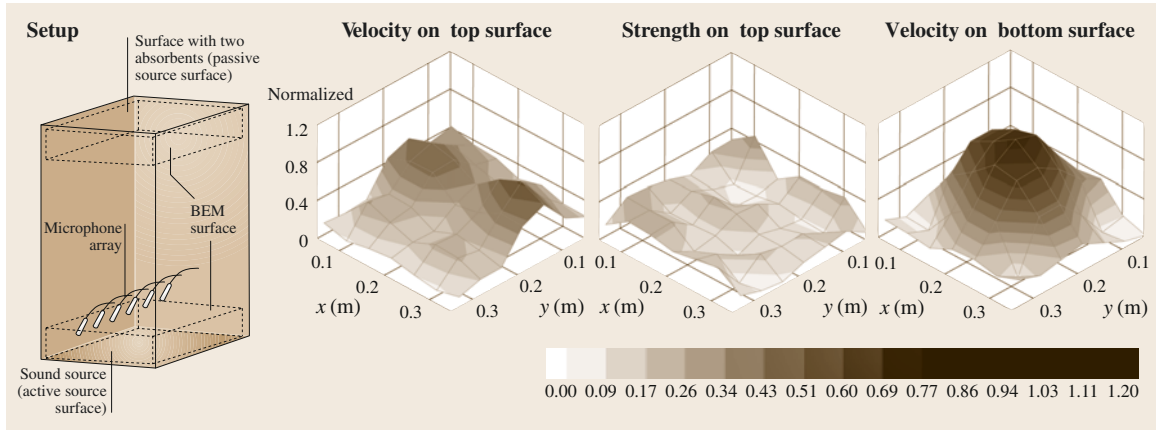 Setup
Surface with two
absorbents (passive
source surface)
Microphone
array
BEM
surface
Sound source
(active source
surface)
Velocity on top surface
Normalized
1.2
0.8
0.4
0
0.1
0.2
0.3
x (m)
0.1
0.2
0.3
y (m)
Strength on top surface
0.1
0.2
0.3
x (m)
0.1
0.2
0.3
y (m)
Velocity on bottom surface
0.1
0.2
0.3
x (m)
0.1
0.2
0.3
y (m)
0.00 0.09 0.17 0.26 0.34 0.43 0.51 0.60 0.69 0.77 0.86 0.94 1.03 1.11 1.20